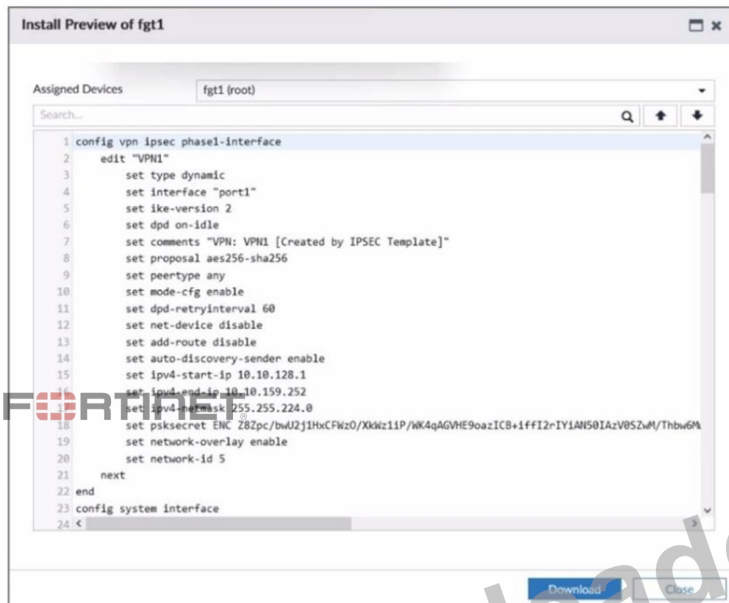 Install Preview of fgt1
Assigned Devices fgt1 (root)
Search...
1 config vpn ipsec phase1-interface
2 edit "VPN1"
3 set type dynamic
4 set interface "port1"
5 set ike-version 2
6 set dpd on-idle
7 set comments "VPN: VPN1 [Created by IPSEC Template]"
8 set proposal aes256-sha256
9 set peertype any
10 set mode-cfg enable
11 set dpd-retryinterval 60
12 set net-device disable
13 set add-route disable
14 set auto-discovery-sender enable
15 set ipv4-start-ip 10.10.128.1
16 set ipv4-end-ip 10.10.159.252
FORTINET
17 set ipv4-netmask 255.255.224.0
18 set psksecret ENC
19 set network-overlay enable
20 set network-id 5
21 next
22 end
23 config system interface
24
Download Close